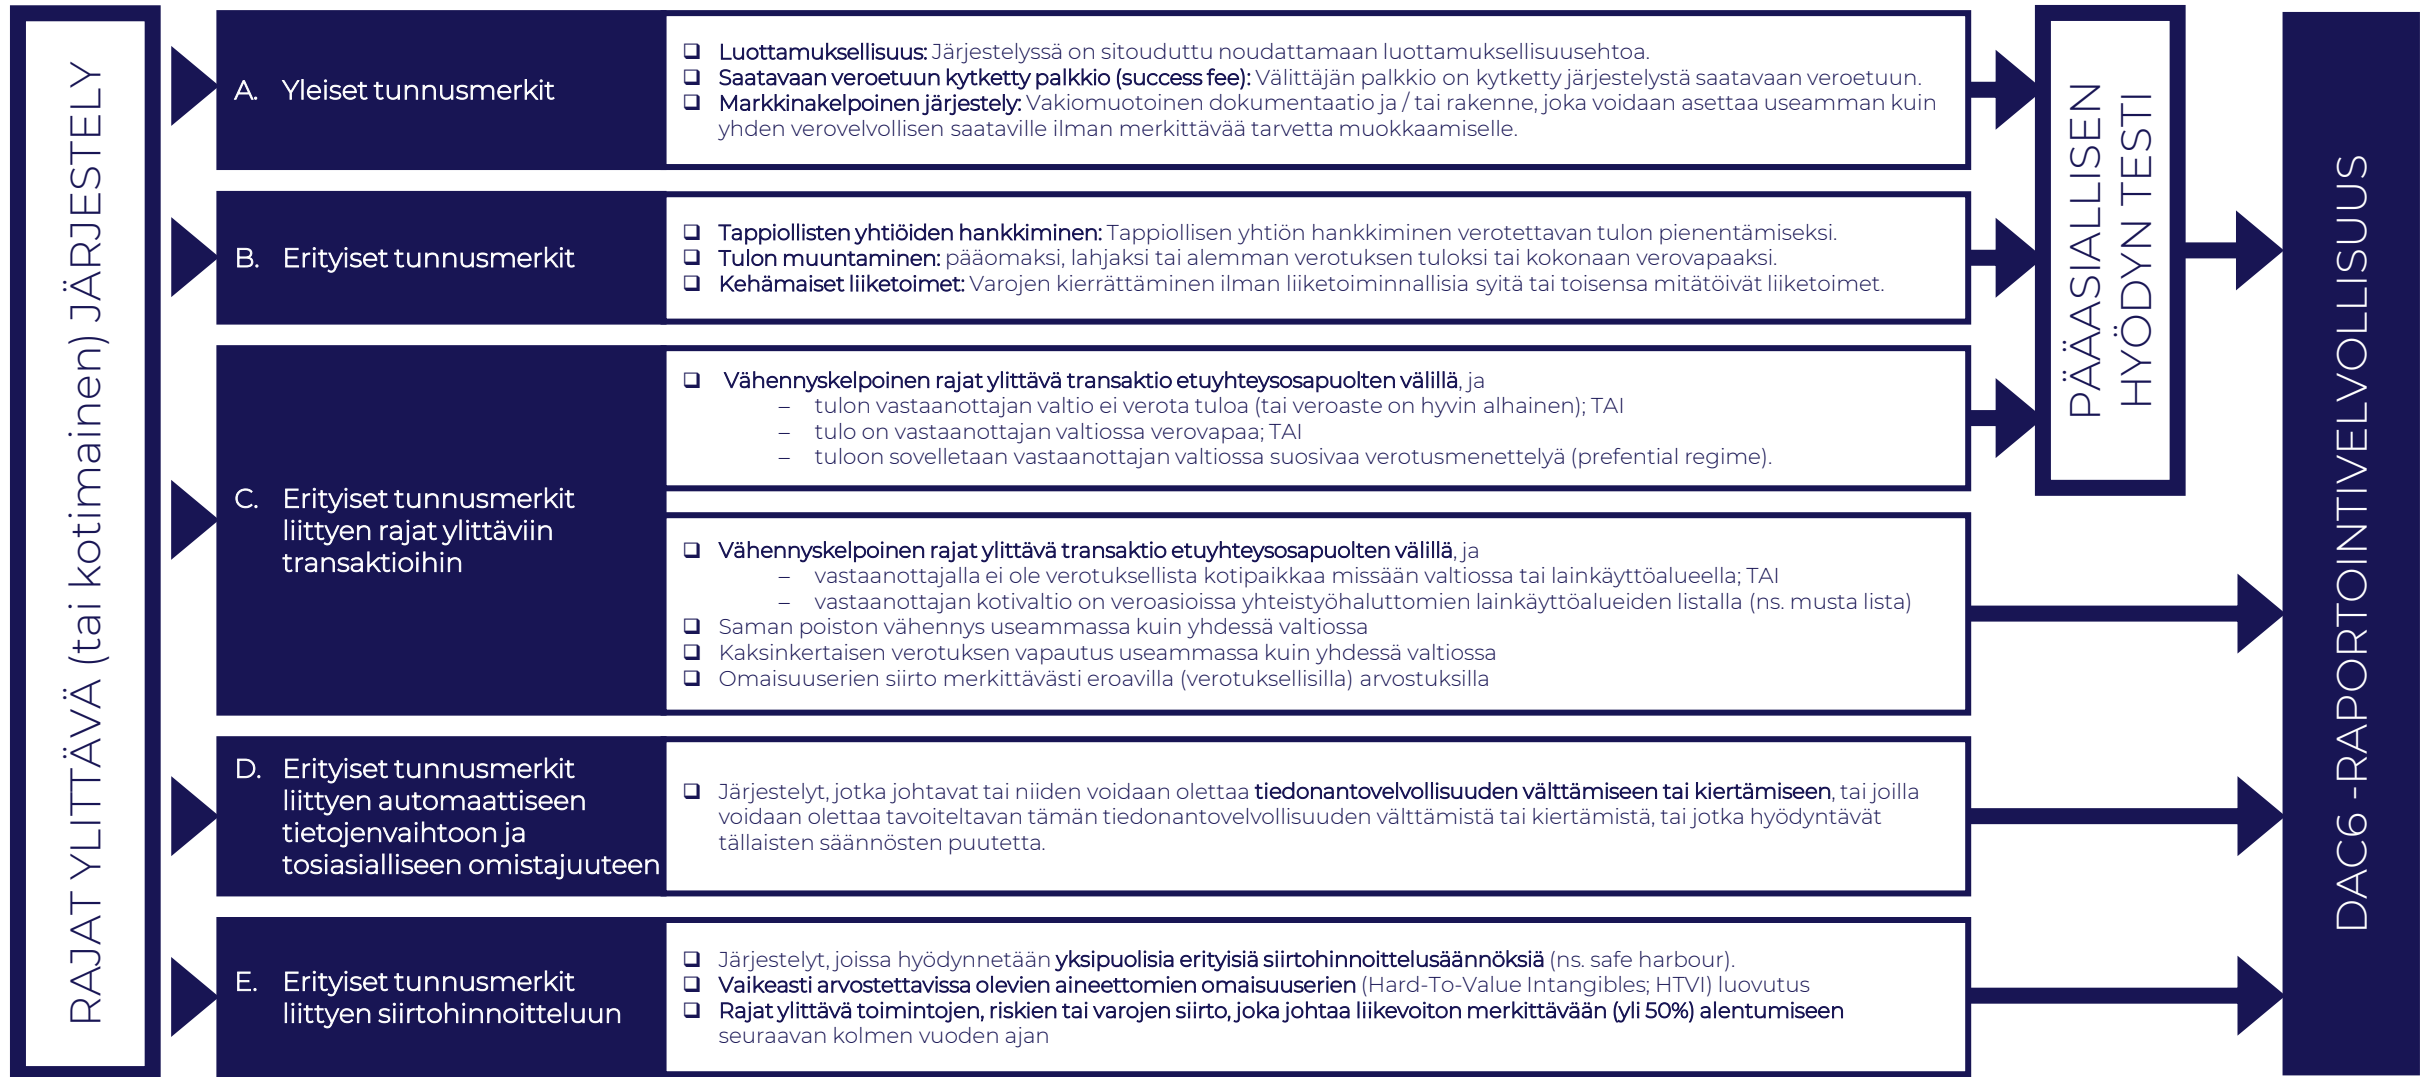 RAJAT YLITTÄVÄ (tai kotimainen) JÄRJESTELY
A. Yleiset tunnusmerkit
❑ Luottamuksellisuus: Järjestelyssä on sitouduttu noudattamaan luottamuksellisuusehtoa.
❑ Saatavaan veroetuun kytketty palkkio (success fee): Välittäjän palkkio on kytketty järjestelystä saatavaan veroetuun.
❑ Markkinakelpoinen järjestely: Vakiomuotoinen dokumentaatio ja / tai rakenne, joka voidaan asettaa useamman kuin
yhden verovelvollisen saataville ilman merkittävää tarvetta muokkaamiselle.
B. Erityiset tunnusmerkit
❑ Tappiollisten yhtiöiden hankkiminen: Tappiollisen yhtiön hankkiminen verotettavan tulon pienentämiseksi.
❑ Tulon muuntaminen: pääomaksi, lahjaksi tai alemman verotuksen tuloksi tai kokonaan verovapaaksi.
❑ Kehämaiset liiketoimet: Varojen kierrättäminen ilman liiketoiminnallisia syitä tai toisensa mitätöivät liiketoimet.
C. Erityiset tunnusmerkit
liittyen rajat ylittäviin
transaktioihin
❑ Vähennyskelpoinen rajat ylittävä transaktio etuyhteysosapuolten välillä, ja
– tulon vastaanottajan valtio ei verota tuloa (tai veroaste on hyvin alhainen); TAI
– tulo on vastaanottajan valtiossa verovapaa; TAI
– tuloon sovelletaan vastaanottajan valtiossa suosivaa verotusmenettelyä (prefential regime).
❑ Vähennyskelpoinen rajat ylittävä transaktio etuyhteysosapuolten välillä, ja
– vastaanottajalla ei ole verotuksellista kotipaikkaa missään valtiossa tai lainkäyttöalueella; TAI
– vastaanottajan kotivaltio on veroasioissa yhteistyöhaluttomien lainkäyttöalueiden listalla (ns. musta lista)
❑ Saman poiston vähennys useammassa kuin yhdessä valtiossa
❑ Kaksinkertaisen verotuksen vapautus useammassa kuin yhdessä valtiossa
❑ Omaisuuserien siirto merkittävästi eroavilla (verotuksellisilla) arvostuksilla
D. Erityiset tunnusmerkit
liittyen automaattiseen
tietojenvaihtoon ja
tosiasialliseen omistajuuteen
❑ Järjestelyt, jotka johtavat tai niiden voidaan olettaa tiedonantovelvollisuuden välttämiseen tai kiertämiseen, tai joilla
voidaan olettaa tavoiteltavan tämän tiedonantovelvollisuuden välttämistä tai kiertämistä, tai jotka hyödyntävät
tällaisten säännösten puutetta.
E. Erityiset tunnusmerkit
liittyen siirtohinnoitteluun
❑ Järjestelyt, joissa hyödynnetään yksipuolisia erityisiä siirtohinnoittelusäännöksiä (ns. safe harbour).
❑ Vaikeasti arvostettavissa olevien aineettomien omaisuuserien (Hard-To-Value Intangibles; HTVI) luovutus
❑ Rajat ylittävä toimintojen, riskien tai varojen siirto, joka johtaa liikevoiton merkittävään (yli 50%) alentumiseen
seuraavan kolmen vuoden ajan
PÄÄASIALLISEN
HYÖDYN TESTI
DAC6 -RAPORTOINTIVELVOLLISUUS